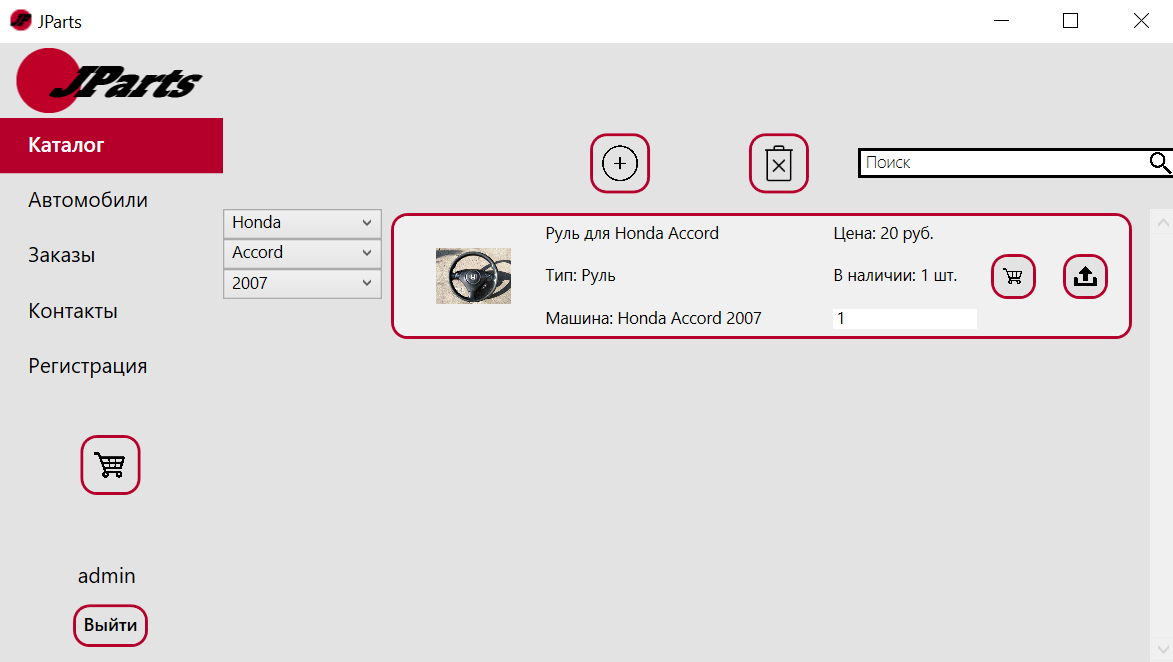 JParts
JParts
Каталог
Автомобили
Заказы
Контакты
Регистрация
admin
Выйти
Поиск
Honda
Accord
2007
Руль для Honda Accord
Цена: 20 руб.
Тип: Руль
В наличии: 1 шт.
Машина: Honda Accord 2007
1